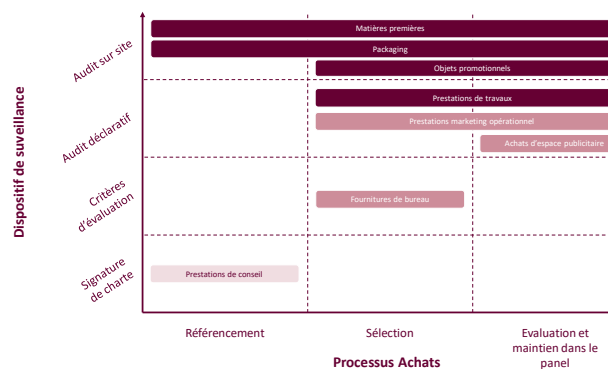 Dispositif de suveillance
Audit sur site
Matières premières
Packaging
Objets promotionnels
Audit déclaratif
Prestations de travaux
Prestations marketing opérationnel
Achats d'espace publicitaire
Critères
d'évaluation
Fournitures de bureau
Signature
de charte
Prestations de conseil
Référencement
Sélection
Evaluation et
maintien dans le
panel
Processus Achats